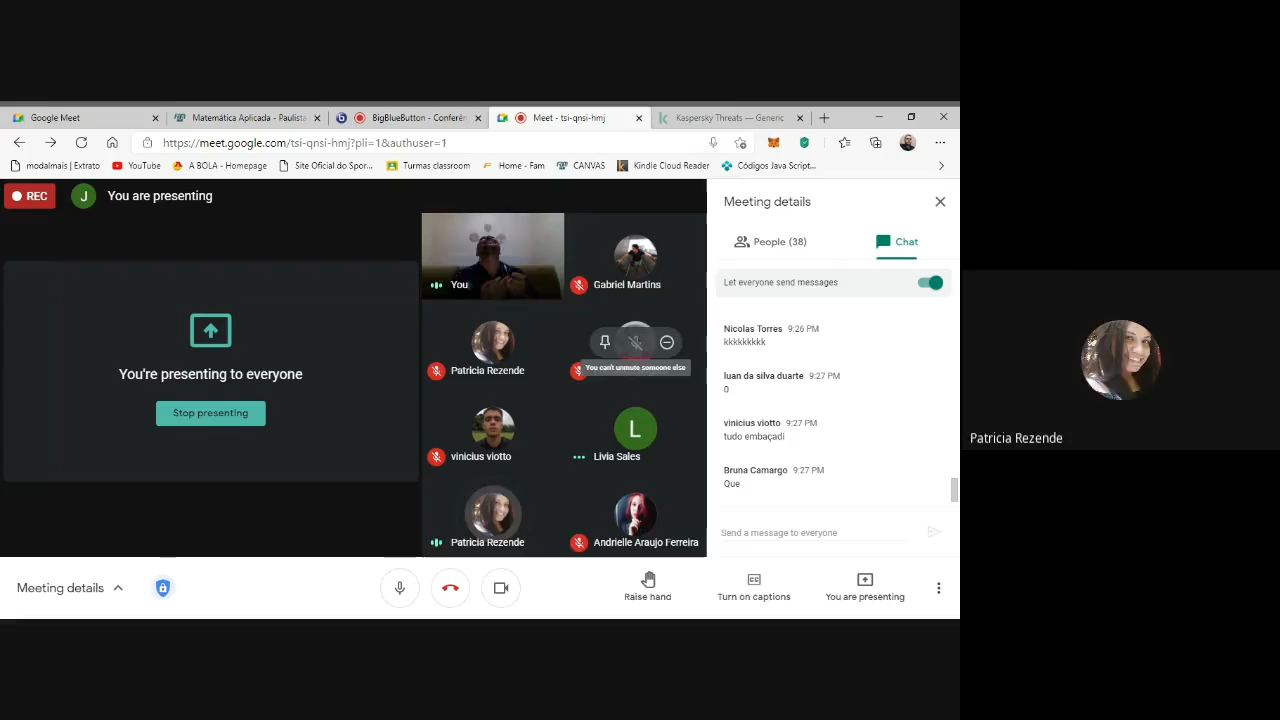 Google Meet
Matemática Aplicada - Paulista
BigBlueButton - Conferên
Meet - tsi-qnsi-hmj
Kaspersky Threats — Generic
https://meet.google.com/tsi-qnsi-hmj?pli=1&authuser=1
modalmais | Extrato
YouTube
A BOLA - Homepage
Site Oficial do Spor...
Turmas classroom
Home - Fam
CANVAS
Kindle Cloud Reader
Códigos Java Script...
REC
J
You are presenting
You're presenting to everyone
Stop presenting
You
Gabriel Martins
Patricia Rezende
You can't unmute someone else
vinicius viotto
L
Livia Sales
Patricia Rezende
Andrielle Araujo Ferreira
Meeting details
People (38)
Chat
Let everyone send messages
Nicolas Torres 9:26 PM
kkkkkkkkk
luan da silva duarte 9:27 PM
0
vinicius viotto 9:27 PM
tudo embaçadi
Bruna Camargo 9:27 PM
Que
Send a message to everyone
Meeting details
Raise hand
Turn on captions
You are presenting
Patricia Rezende